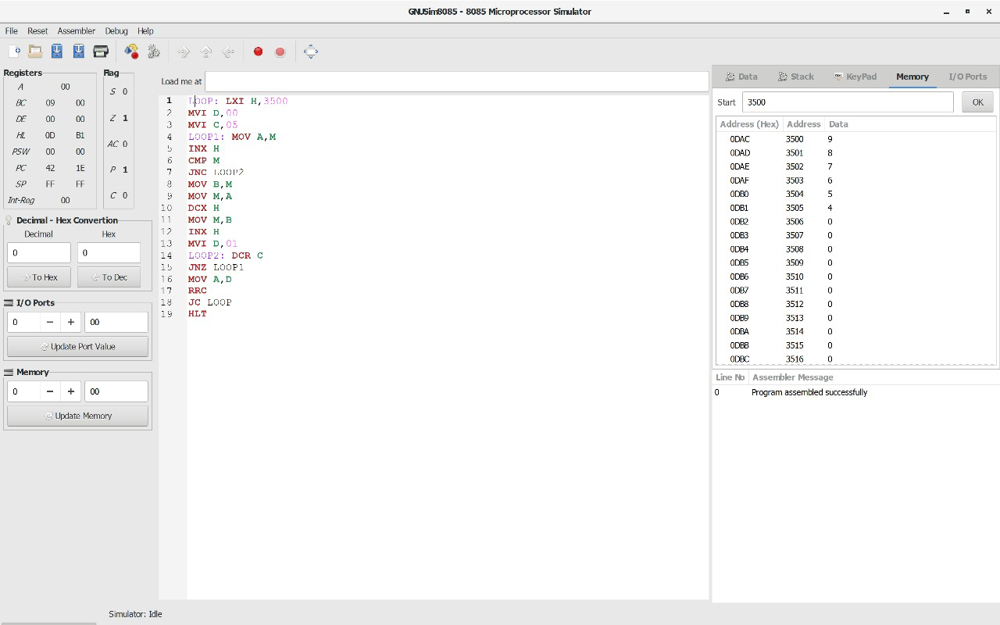 GNUSim8085 - 8085 Microprocessor Simulator
File Reset Assembler Debug Help
Registers
A 00
BC 09 00
DE 00 00
HL 0D B1
PSW 00 00
PC 42 1E
SP FF FF
Int-Reg 00
Flag
S 0
Z 1
AC 0
P 1
C 0
Decimal - Hex Convertion
Decimal Hex
0 0
To Hex To Dec
I/O Ports
0 − + 00
Update Port Value
Memory
0 − + 00
Update Memory
Load me at
1 LOOP: LXI H,3500
2 MVI D,00
3 MVI C,05
4 LOOP1: MOV A,M
5 INX H
6 CMP M
7 JNC LOOP2
8 MOV B,M
9 MOV M,A
10 DCX H
11 MOV M,B
12 INX H
13 MVI D,01
14 LOOP2: DCR C
15 JNZ LOOP1
16 MOV A,D
17 RRC
18 JC LOOP
19 HLT
Data Stack KeyPad Memory I/O Ports
Start 3500 OK
Address (Hex) Address Data
0DAC 3500 9
0DAD 3501 8
0DAE 3502 7
0DAF 3503 6
0DB0 3504 5
0DB1 3505 4
0DB2 3506 0
0DB3 3507 0
0DB4 3508 0
0DB5 3509 0
0DB6 3510 0
0DB7 3511 0
0DB8 3512 0
0DB9 3513 0
0DBA 3514 0
0DBB 3515 0
0DBC 3516 0
Line No Assembler Message
0 Program assembled successfully
Simulator: Idle